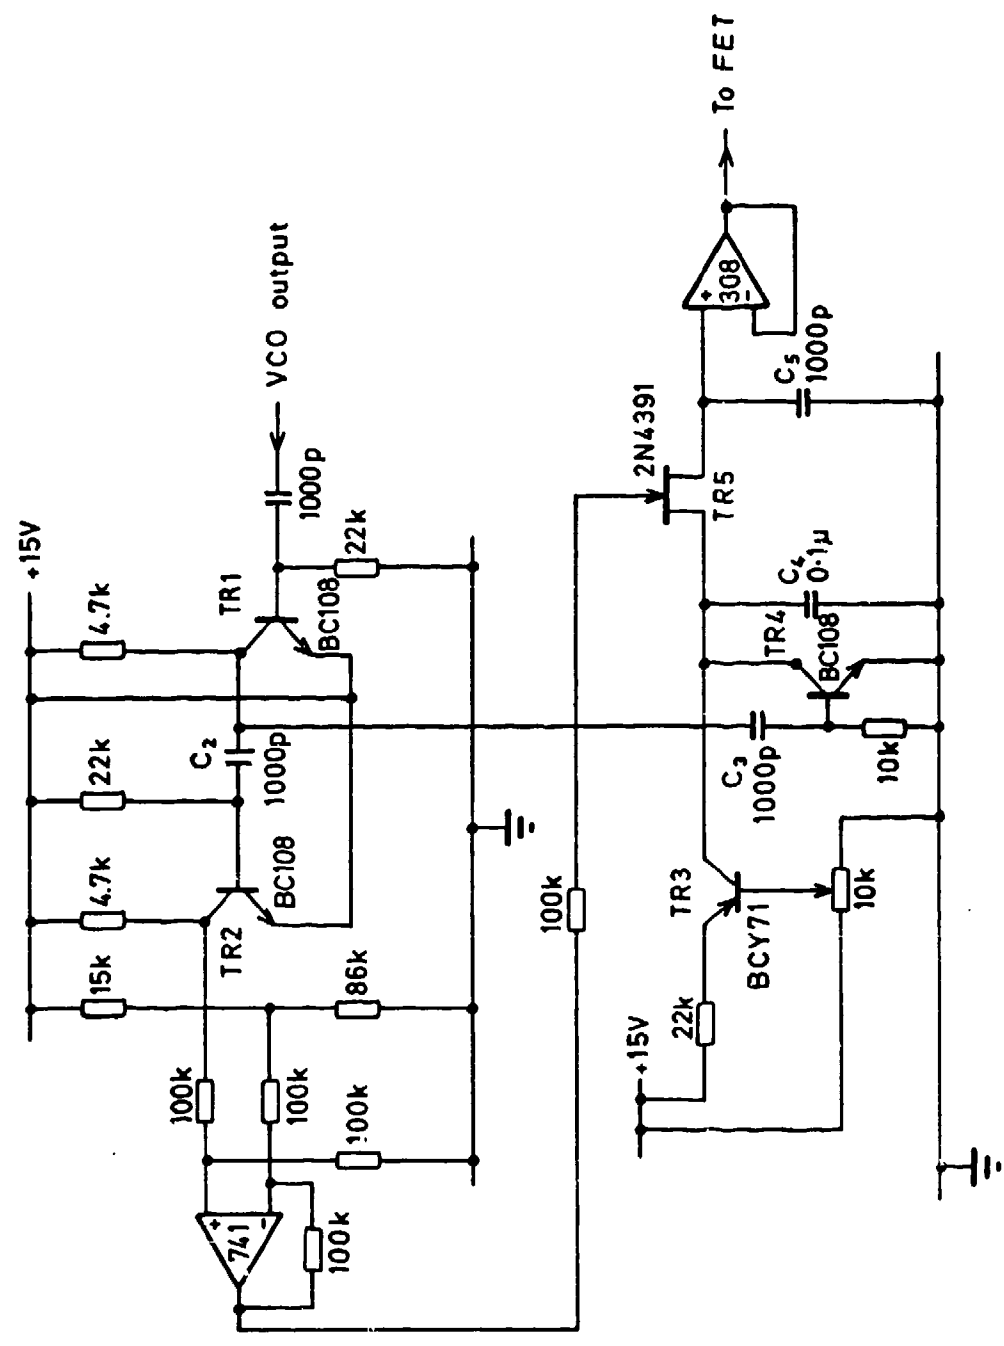 +15V
15k
4.7k
22k
4.7k
100k
TR2
C₂
TR1
VCO output
741
+
−
100k
BC108
1000p
BC108
1000p
100k
100k
86k
22k
100k
2N4391
+15V
22k
TR3
C₃
1000p
TR4
C₄
0·1µ
TR5
308
+
−
To FET
BCY71
BC108
C₅
1000p
10k
10k